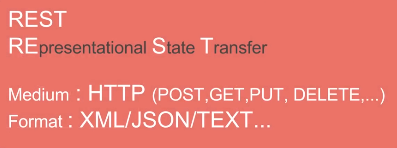 REST
REpresentational State Transfer
Medium : HTTP (POST,GET,PUT, DELETE,...)
Format : XML/JSON/TEXT...